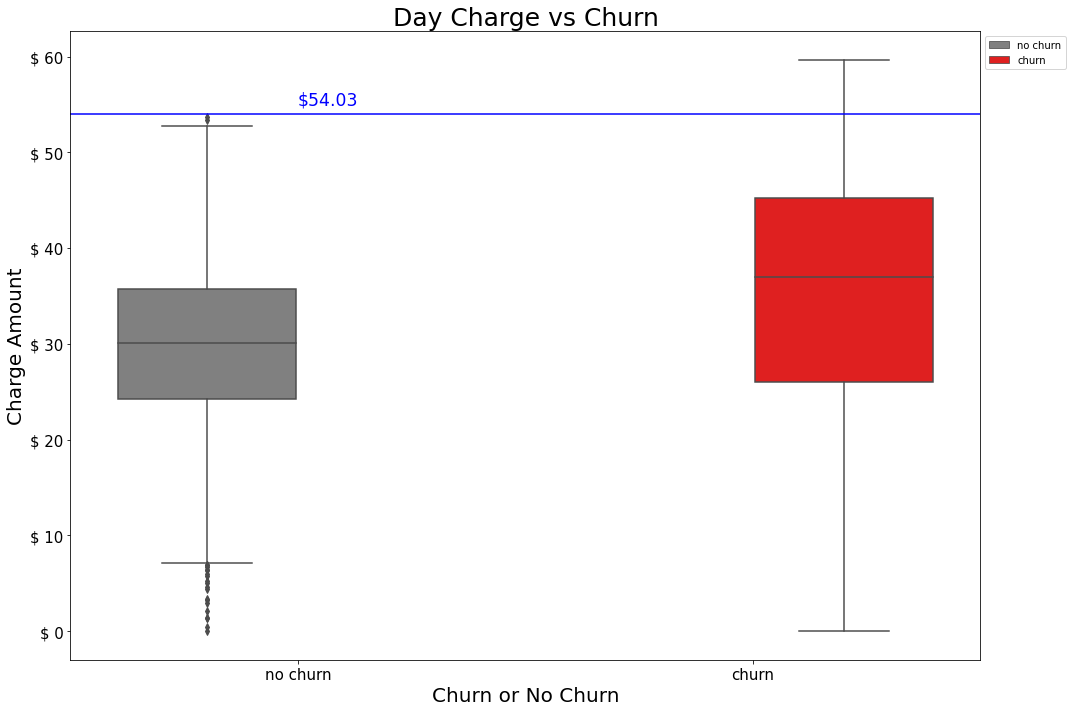 Day Charge vs Churn
no churn
churn
$54.03
$ 60
$ 50
$ 40
$ 30
$ 20
$ 10
$ 0
Charge Amount
no churn
churn
Churn or No Churn